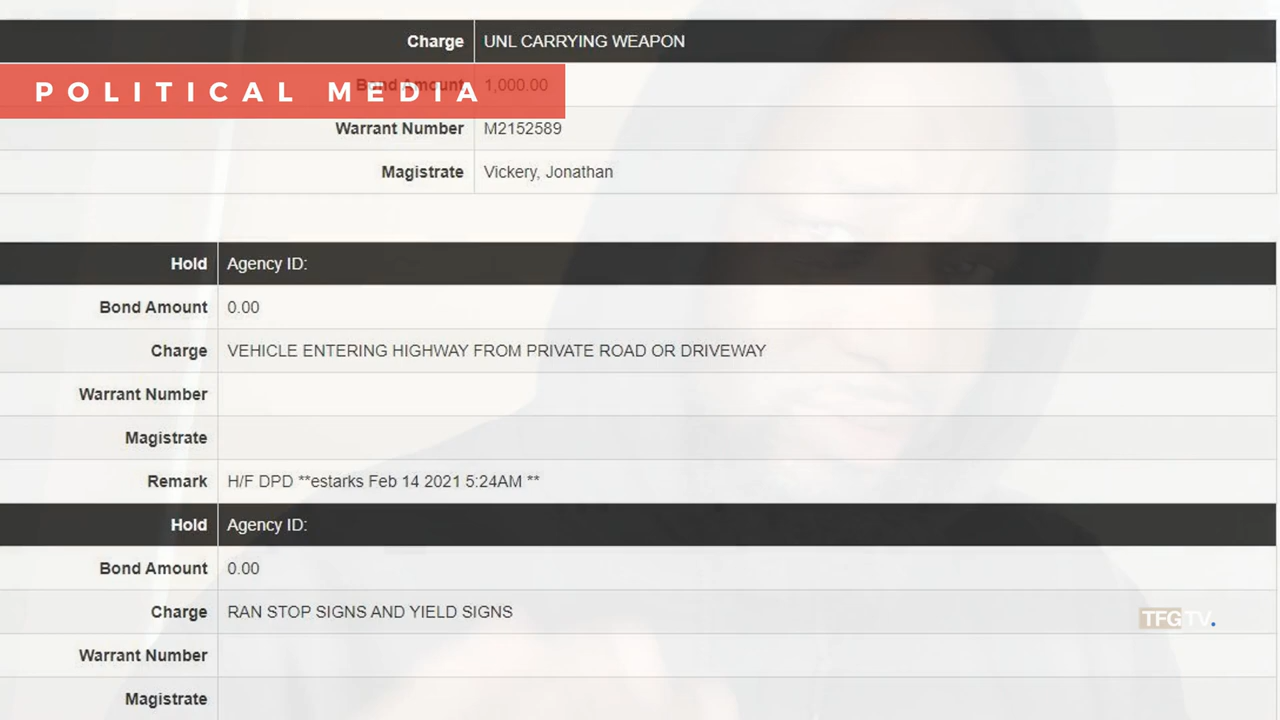 Charge UNL CARRYING WEAPON
POLITICAL MEDIA
Bond Amount 1,000.00
Warrant Number M2152589
Magistrate Vickery, Jonathan
Hold Agency ID:
Bond Amount 0.00
Charge VEHICLE ENTERING HIGHWAY FROM PRIVATE ROAD OR DRIVEWAY
Warrant Number
Magistrate
Remark H/F DPD **estarks Feb 14 2021 5:24AM **
Hold Agency ID:
Bond Amount 0.00
Charge RAN STOP SIGNS AND YIELD SIGNS
TFGTV.
Warrant Number
Magistrate